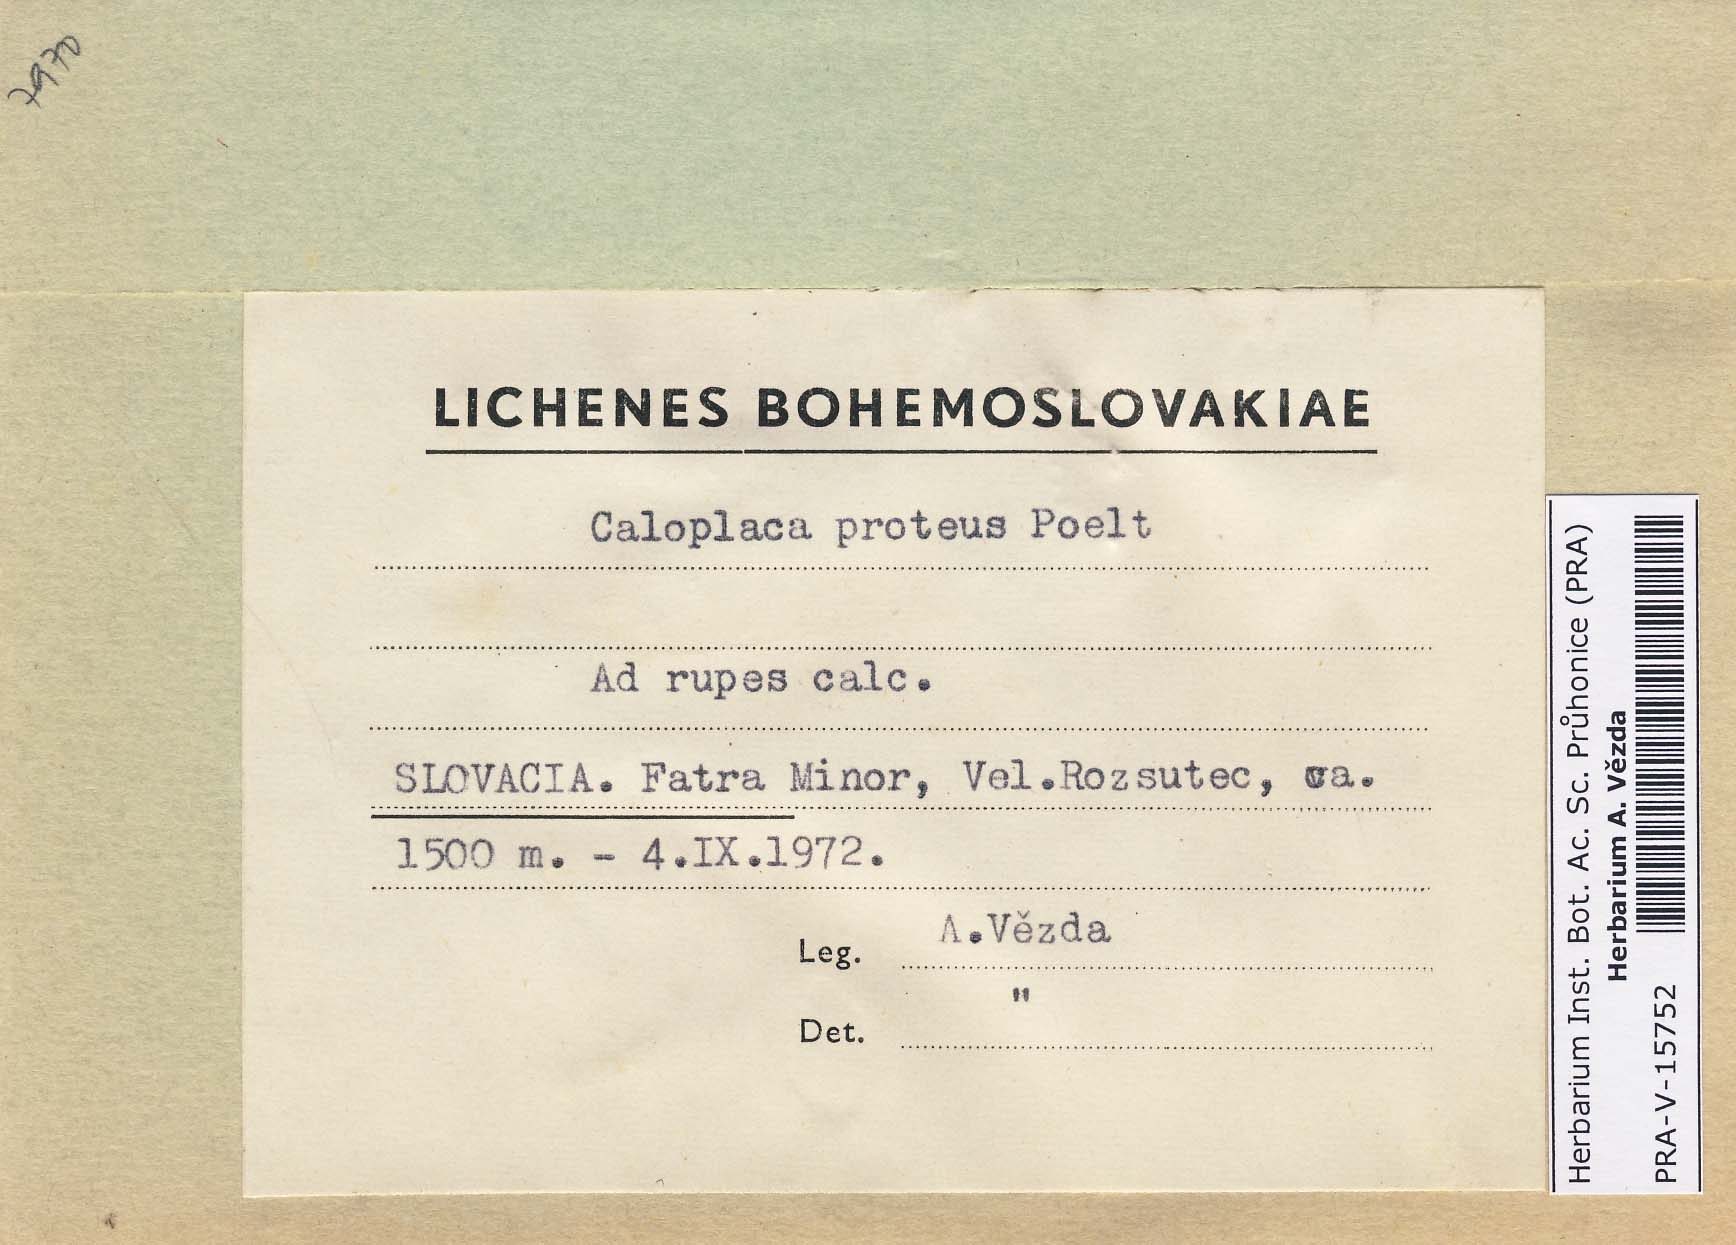 7970
LICHENES BOHEMOSLOVAKIAE
Caloplaca proteus Poelt
Ad rupes calc.
SLOVACIA. Fatra Minor, Vel.Rozsutec, ca.
1500 m. - 4.IX.1972.
Leg. A.Vězda
Det. "
Herbarium Inst. Bot. Ac. Sc. Průhonice (PRA)
Herbarium A. Vězda
PRA-V-15752